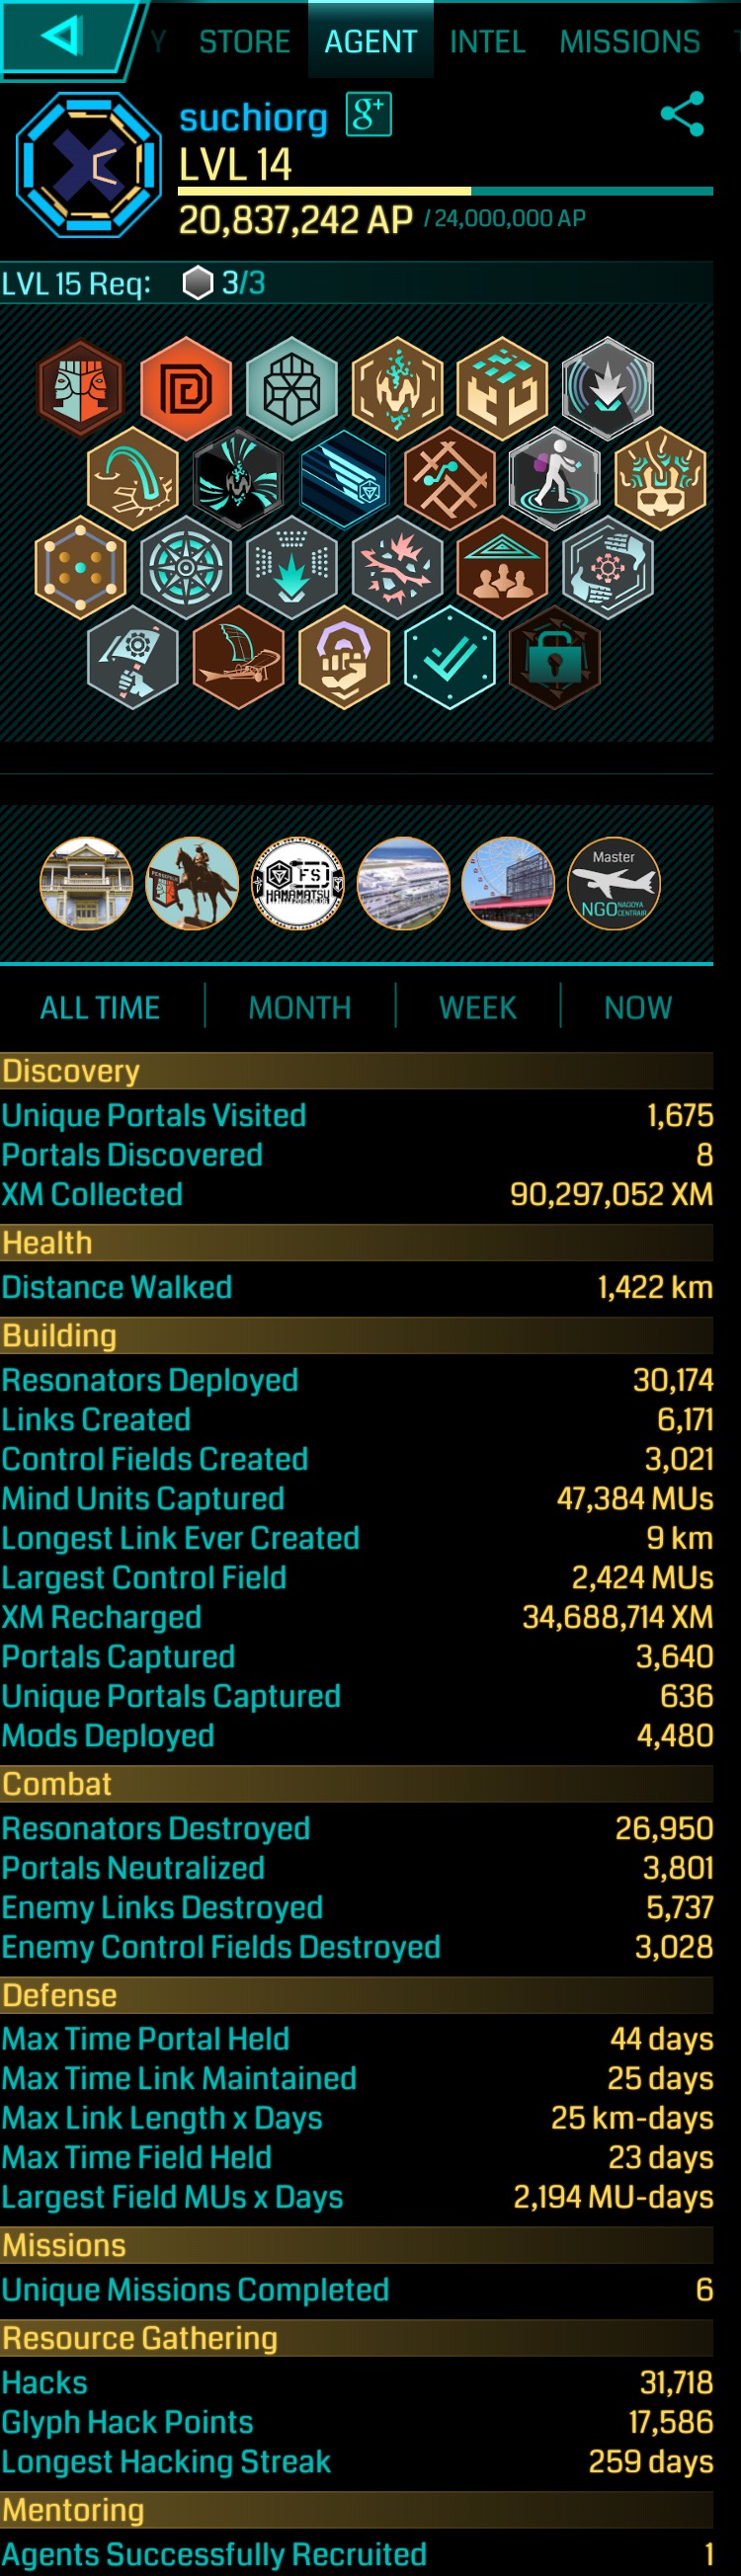 Y STORE AGENT INTEL MISSIONS
suchiorg g+
LVL 14
20,837,242 AP / 24,000,000 AP
LVL 15 Req: 3/3
PERSEPOLIS
FS
HAMAMATSU
Master
NGO NAGOYA CENTRAIR
ALL TIME MONTH WEEK NOW
Discovery
Unique Portals Visited 1,675
Portals Discovered 8
XM Collected 90,297,052 XM
Health
Distance Walked 1,422 km
Building
Resonators Deployed 30,174
Links Created 6,171
Control Fields Created 3,021
Mind Units Captured 47,384 MUs
Longest Link Ever Created 9 km
Largest Control Field 2,424 MUs
XM Recharged 34,688,714 XM
Portals Captured 3,640
Unique Portals Captured 636
Mods Deployed 4,480
Combat
Resonators Destroyed 26,950
Portals Neutralized 3,801
Enemy Links Destroyed 5,737
Enemy Control Fields Destroyed 3,028
Defense
Max Time Portal Held 44 days
Max Time Link Maintained 25 days
Max Link Length x Days 25 km-days
Max Time Field Held 23 days
Largest Field MUs x Days 2,194 MU-days
Missions
Unique Missions Completed 6
Resource Gathering
Hacks 31,718
Glyph Hack Points 17,586
Longest Hacking Streak 259 days
Mentoring
Agents Successfully Recruited 1